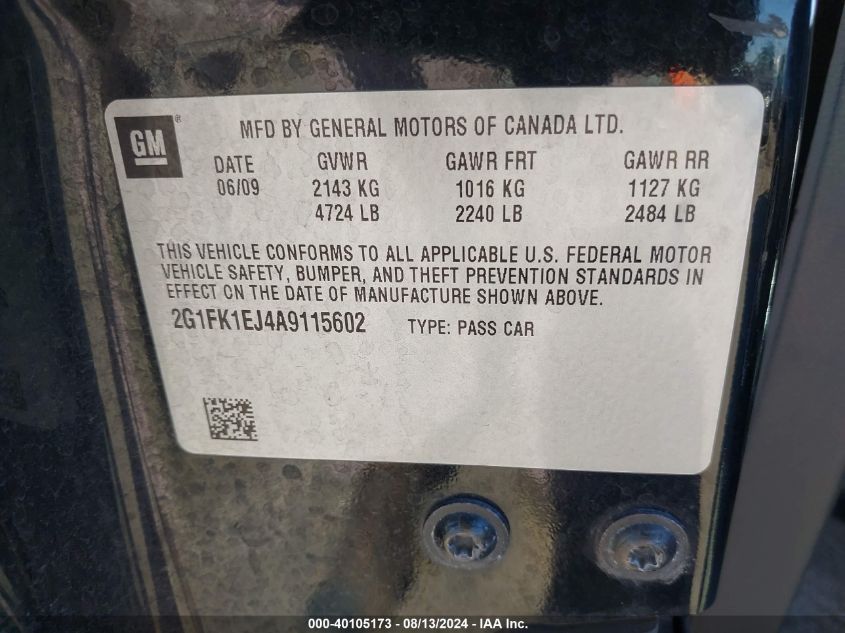 GM ® MFD BY GENERAL MOTORS OF CANADA LTD.
DATE GVWR GAWR FRT GAWR RR
06/09 2143 KG 1016 KG 1127 KG
4724 LB 2240 LB 2484 LB
THIS VEHICLE CONFORMS TO ALL APPLICABLE U.S. FEDERAL MOTOR
VEHICLE SAFETY, BUMPER, AND THEFT PREVENTION STANDARDS IN
EFFECT ON THE DATE OF MANUFACTURE SHOWN ABOVE.
2G1FK1EJ4A9115602 TYPE: PASS CAR
000-40105173 - 08/13/2024 - IAA Inc.